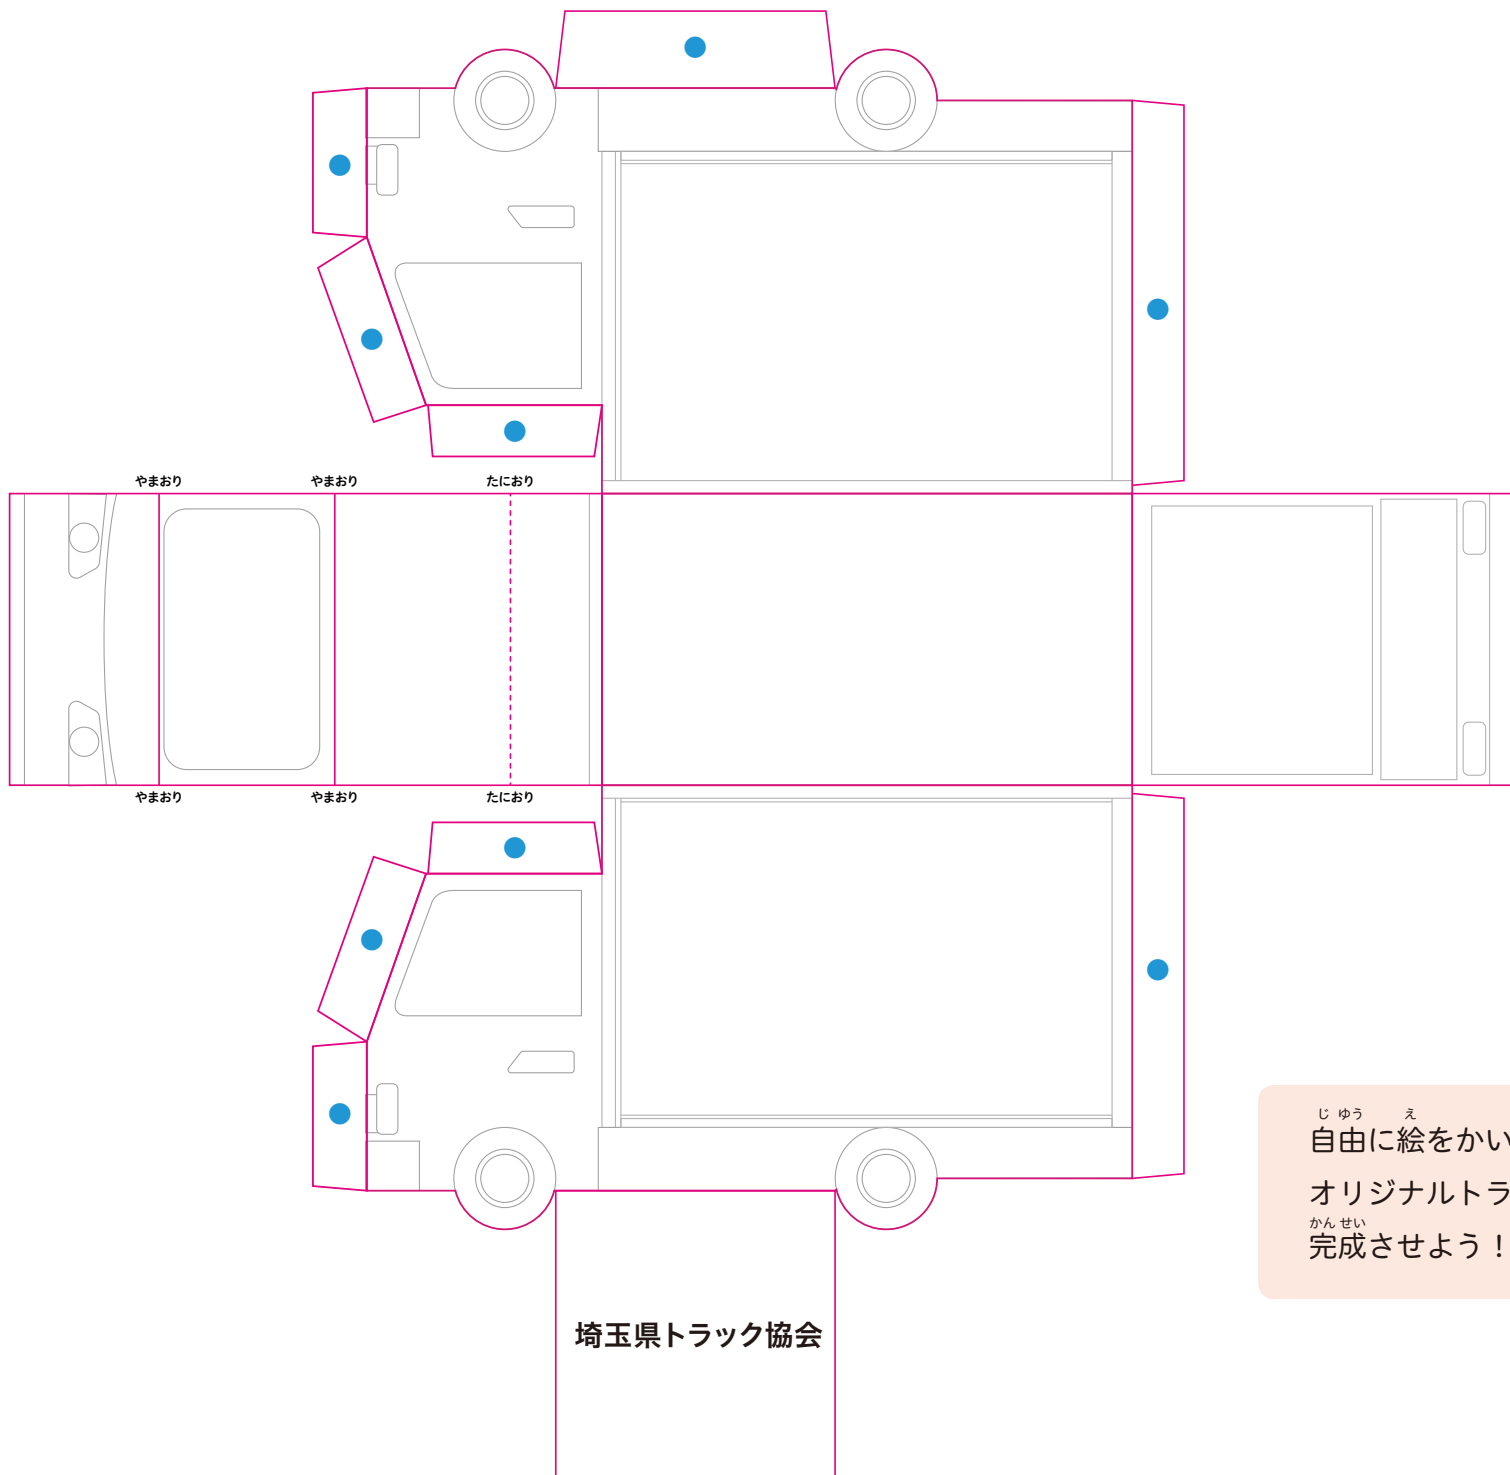 やまおり やまおり たにおり
やまおり やまおり たにおり
じ ゆう え
自由に絵をかい
オリジナルトラ
かん せい
完成させよう！
埼玉県トラック協会